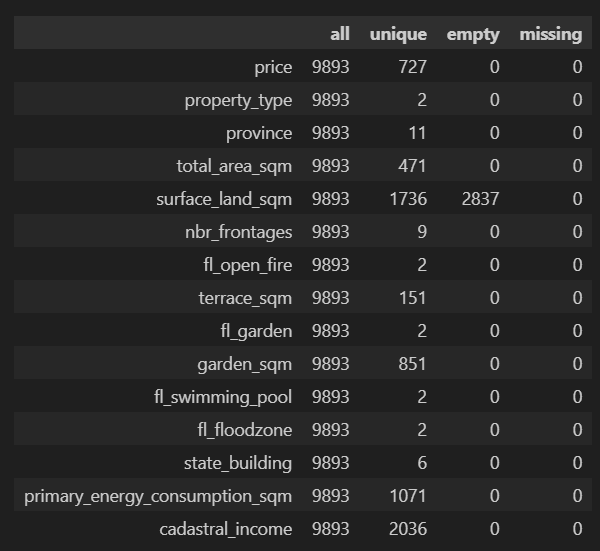 all unique empty missing
price 9893 727 0 0
property_type 9893 2 0 0
province 9893 11 0 0
total_area_sqm 9893 471 0 0
surface_land_sqm 9893 1736 2837 0
nbr_frontages 9893 9 0 0
fl_open_fire 9893 2 0 0
terrace_sqm 9893 151 0 0
fl_garden 9893 2 0 0
garden_sqm 9893 851 0 0
fl_swimming_pool 9893 2 0 0
fl_floodzone 9893 2 0 0
state_building 9893 6 0 0
primary_energy_consumption_sqm 9893 1071 0 0
cadastral_income 9893 2036 0 0